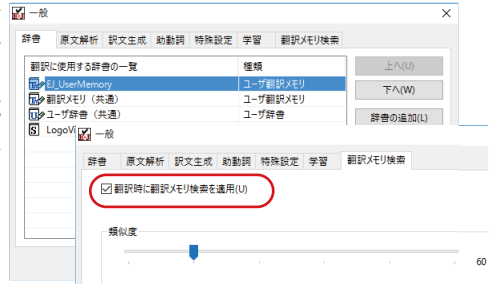 一般
辞書 原文解析 訳文生成 助動詞 特殊設定 学習 翻訳メモリ検索
翻訳に使用する辞書の一覧 種類
EJ_UserMemory ユーザ翻訳メモリ
翻訳メモリ（共通） ユーザ翻訳メモリ
ユーザ辞書（共通） ユーザ辞書
LogoVi
上へ(U)
下へ(W)
辞書の追加(L)
一般
辞書 原文解析 訳文生成 助動詞 特殊設定 学習 翻訳メモリ検索
翻訳時に翻訳メモリ検索を適用(U)
類似度
60